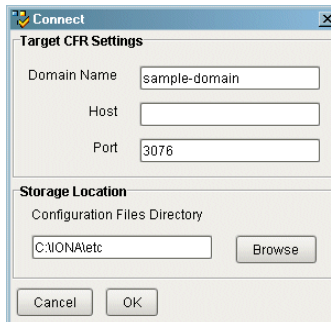 Connect
Target CFR Settings
Domain Name sample-domain
Host
Port 3076
Storage Location
Configuration Files Directory
C:\IONA\etc Browse
Cancel OK